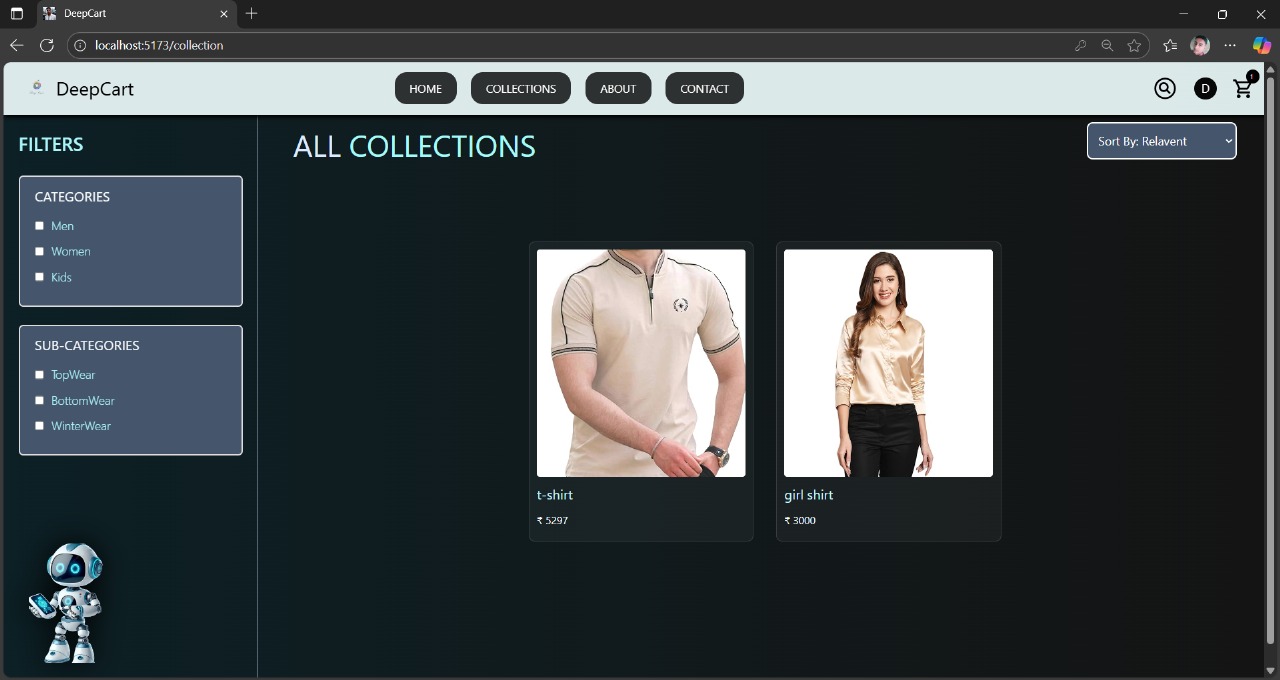 DeepCart
localhost:5173/collection
DeepCart
HOME
COLLECTIONS
ABOUT
CONTACT
D
1
FILTERS
ALL COLLECTIONS
Sort By: Relavent
CATEGORIES
Men
Women
Kids
SUB-CATEGORIES
TopWear
BottomWear
WinterWear
t-shirt
₹ 5297
girl shirt
₹ 3000